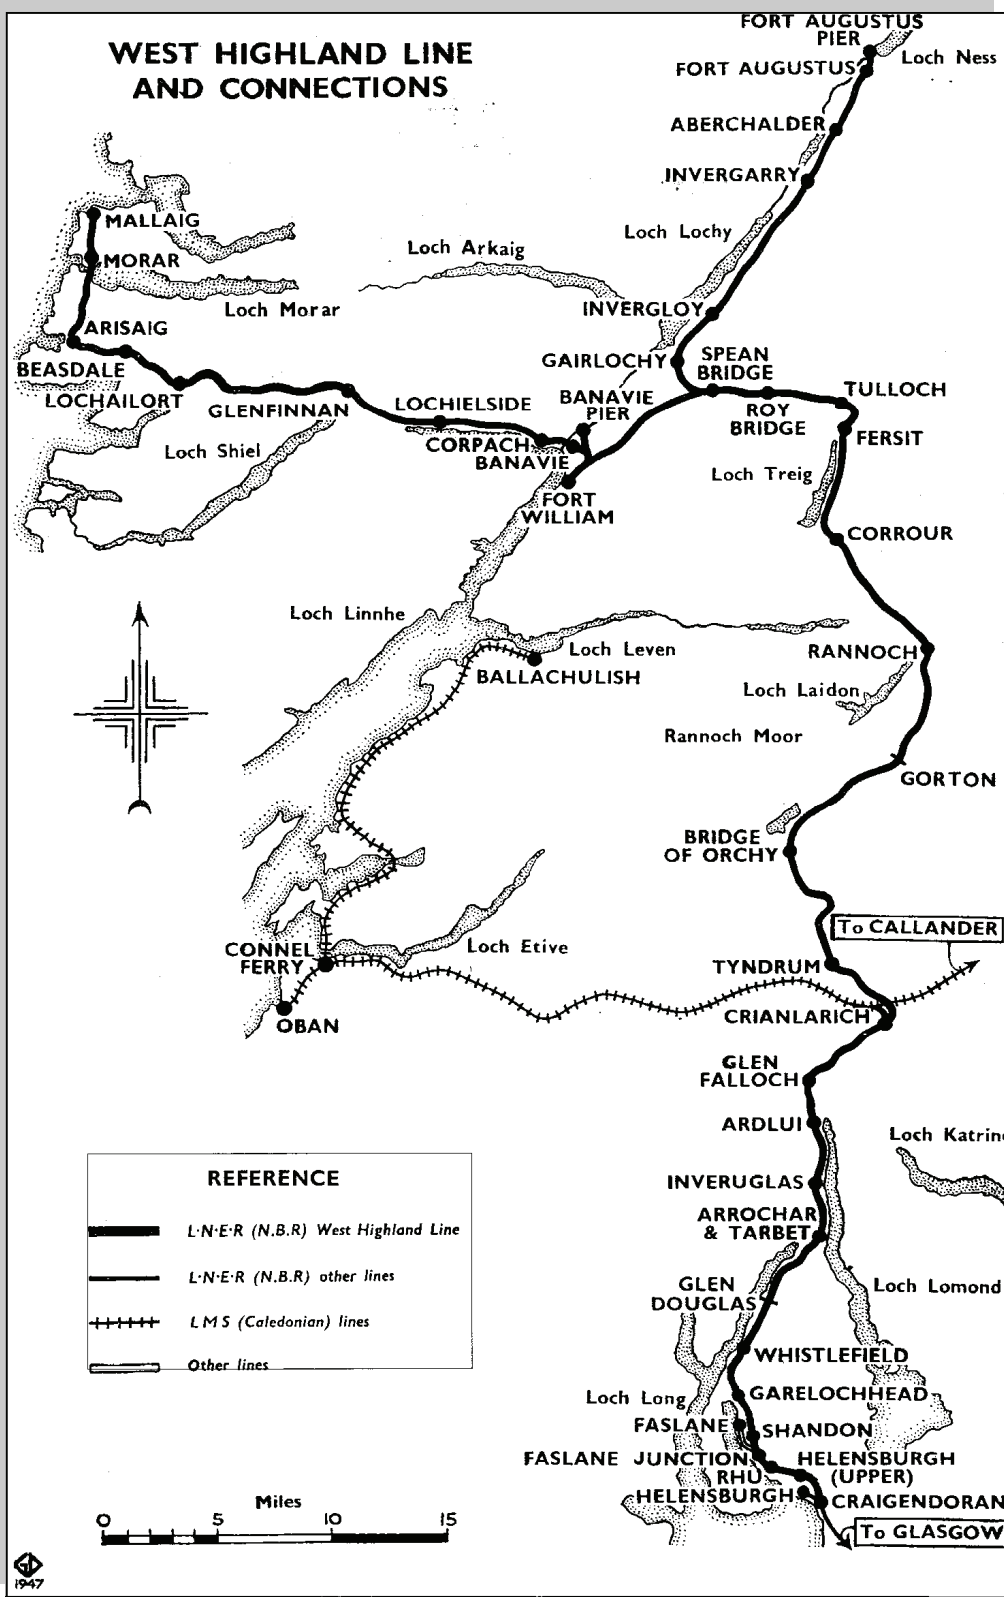 WEST HIGHLAND LINE
AND CONNECTIONS
FORT AUGUSTUS
PIER
Loch Ness
FORT AUGUSTUS
ABERCHALDER
INVERGARRY
MALLAIG
MORAR
Loch Arkaig
Loch Lochy
Loch Morar
INVERGLOY
ARISAIG
BEASDALE
LOCHAILORT
GLENFINNAN
LOCHIELSIDE
GAIRLOCHY
SPEAN
BRIDGE
BANAVIE
PIER
ROY
BRIDGE
TULLOCH
FERSIT
CORPACH
BANAVIE
Loch Shiel
Loch Treig
FORT
WILLIAM
CORROUR
Loch Linnhe
Loch Leven
BALLACHULISH
RANNOCH
Loch Laidon
Rannoch Moor
GORTON
BRIDGE
OF ORCHY
To CALLANDER
CONNEL
FERRY
Loch Etive
TYNDRUM
OBAN
CRIANLARICH
GLEN
FALLOCH
ARDLUI
Loch Katrine
INVERUGLAS
ARROCHAR
& TARBET
GLEN
DOUGLAS
Loch Lomond
WHISTLEFIELD
Loch Long
GARELOCHHEAD
FASLANE
SHANDON
FASLANE JUNCTION
RHU
HELENSBURGH
(UPPER)
HELENSBURGH
CRAIGENDORAN
To GLASGOW
REFERENCE
L·N·E·R (N.B.R) West Highland Line
L·N·E·R (N.B.R) other lines
L M S (Caledonian) lines
Other lines
Miles
0 5 10 15
1947